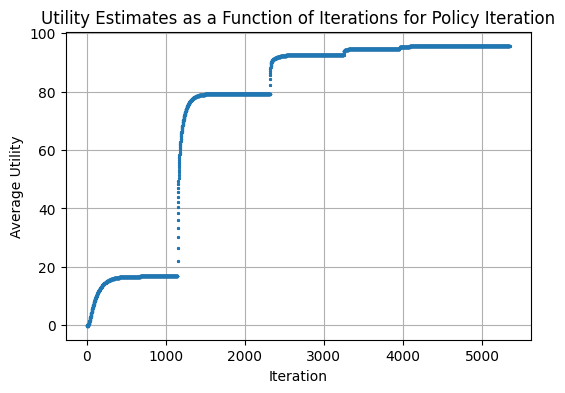 Utility Estimates as a Function of Iterations for Policy Iteration
100
80
60
40
20
0
Average Utility
0 1000 2000 3000 4000 5000
Iteration